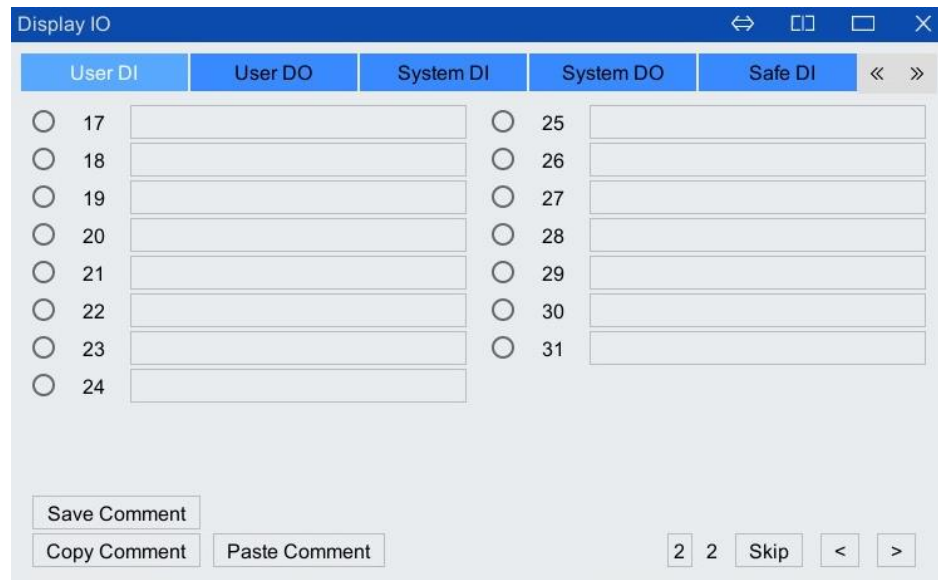 Display IO
User DI User DO System DI System DO Safe DI « »
17 25
18 26
19 27
20 28
21 29
22 30
23 31
24
Save Comment
Copy Comment Paste Comment 2 2 Skip < >